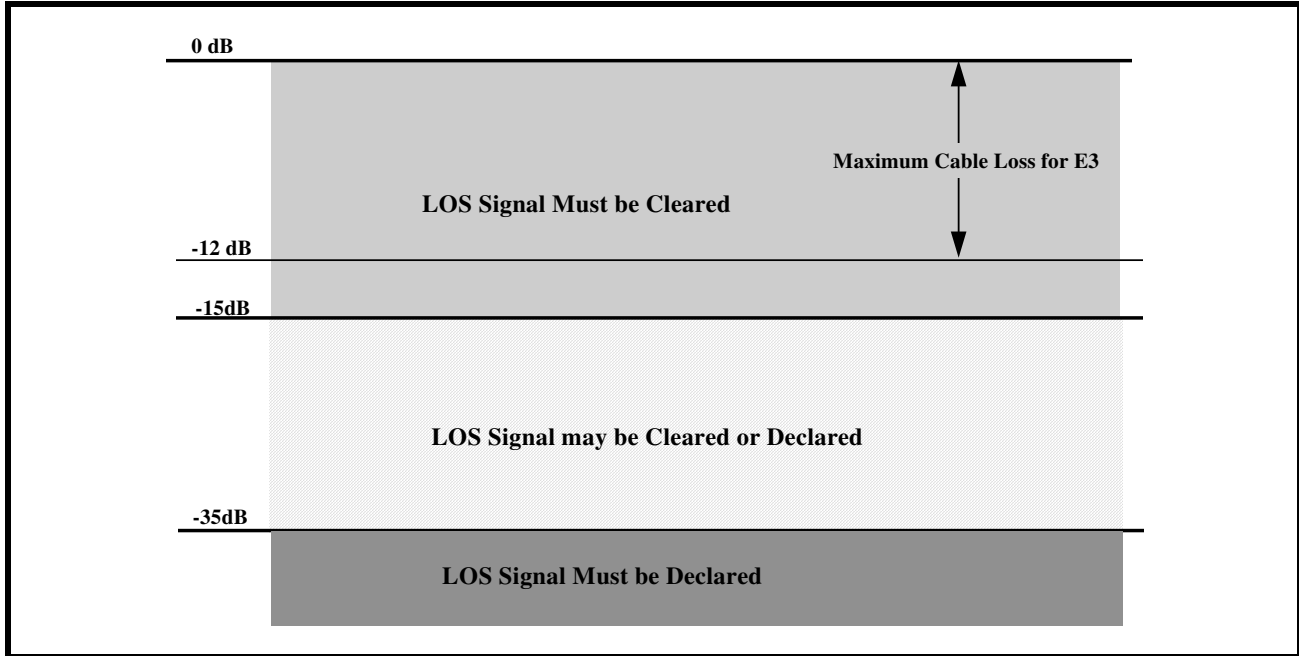 0 dB
Maximum Cable Loss for E3
LOS Signal Must be Cleared
-12 dB
-15dB
LOS Signal may be Cleared or Declared
-35dB
LOS Signal Must be Declared